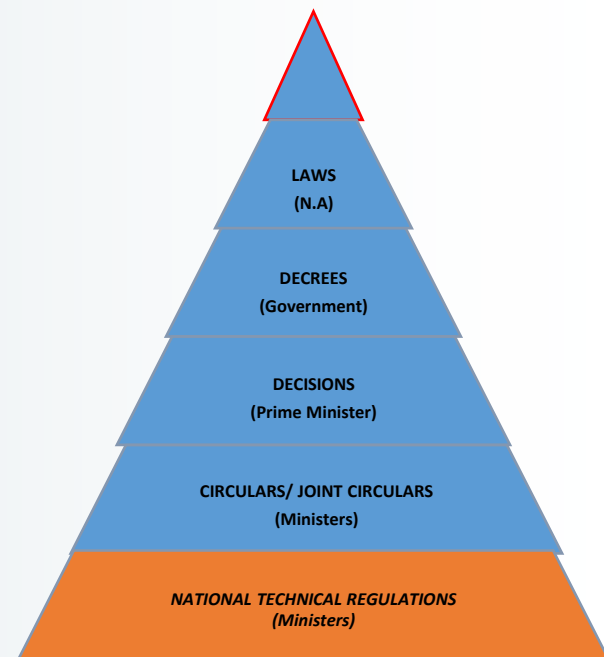 LAWS
(N.A)
DECREES
(Government)
DECISIONS
(Prime Minister)
CIRCULARS/ JOINT CIRCULARS
(Ministers)
NATIONAL TECHNICAL REGULATIONS
(Ministers)